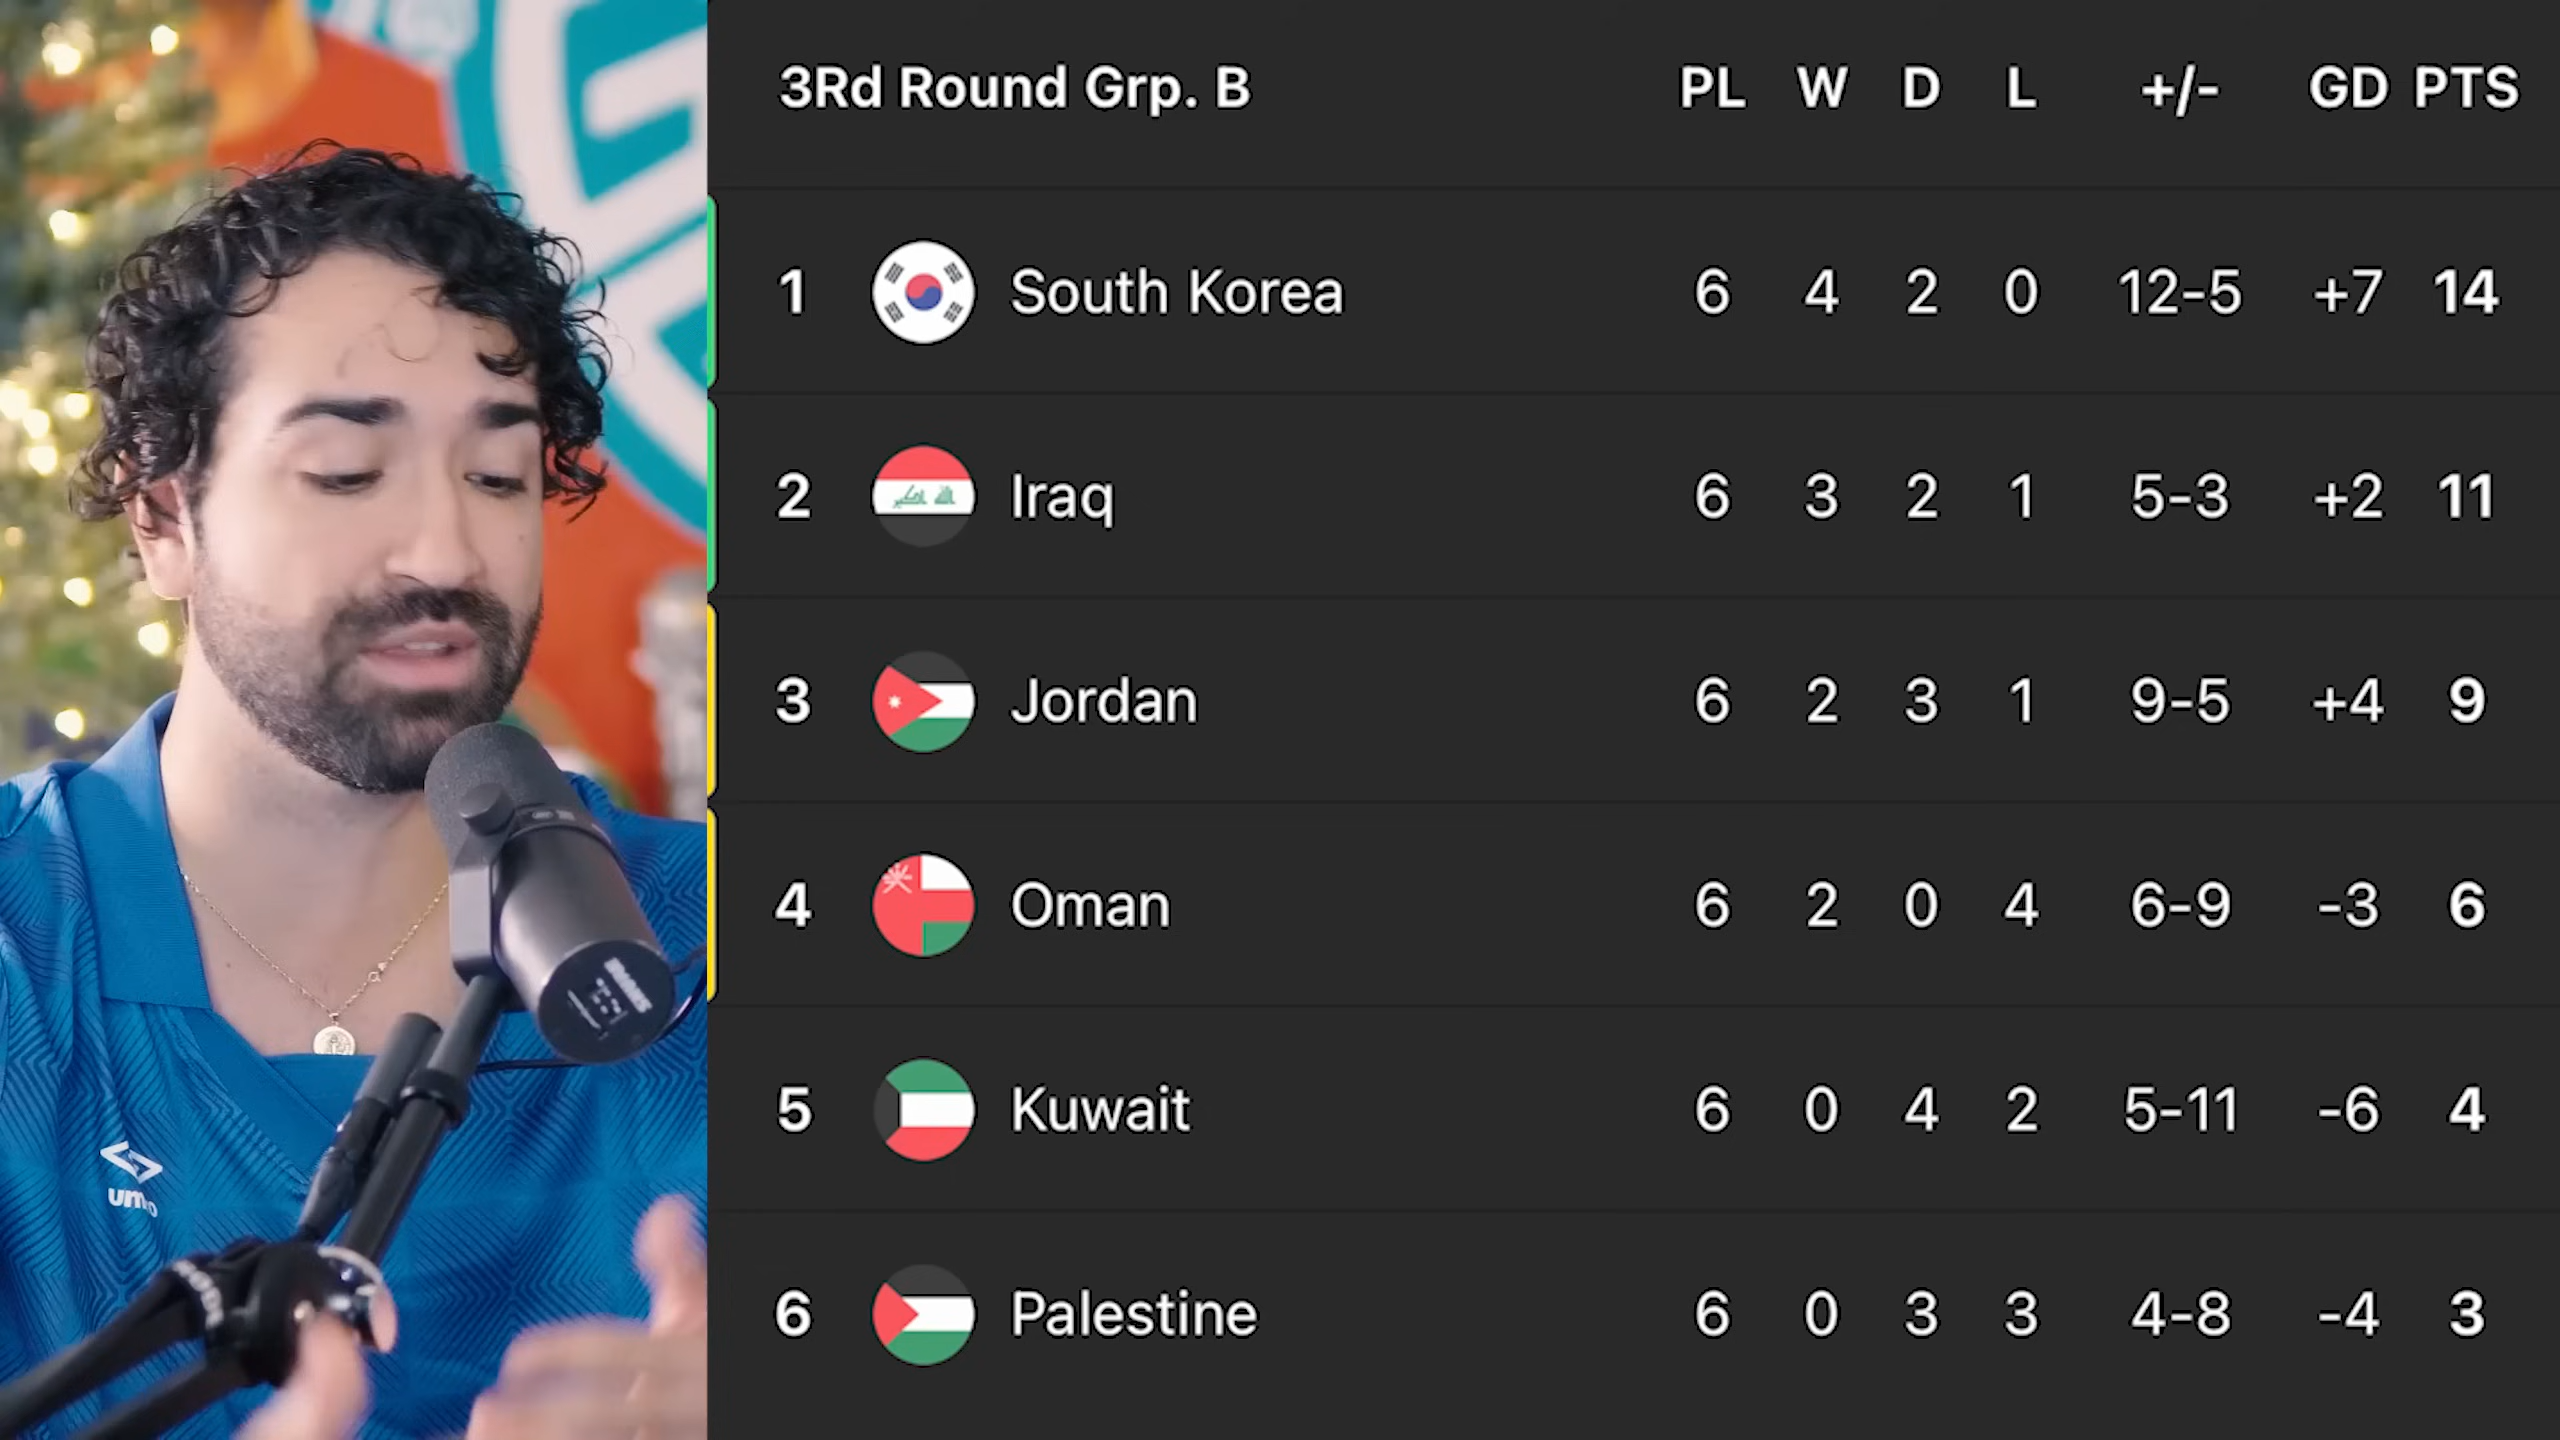 3Rd Round Grp. B PL W D L +/- GD PTS
1 South Korea 6 4 2 0 12-5 +7 14
2 Iraq 6 3 2 1 5-3 +2 11
3 Jordan 6 2 3 1 9-5 +4 9
4 Oman 6 2 0 4 6-9 -3 6
5 Kuwait 6 0 4 2 5-11 -6 4
6 Palestine 6 0 3 3 4-8 -4 3